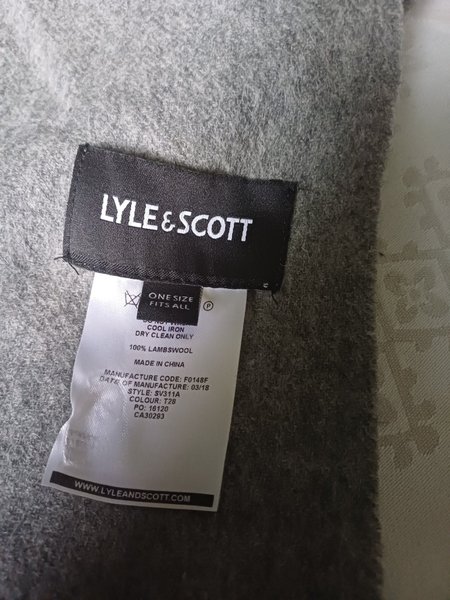 LYLE & SCOTT
ONE SIZE
FITS ALL
P
COOL IRON
DRY CLEAN ONLY
100% LAMBSWOOL
MADE IN CHINA
MANUFACTURE CODE: F0148F
DATE OF MANUFACTURE: 03/18
STYLE: SV311A
COLOUR: T28
PO: 16120
CA30293
WWW.LYLEANDSCOTT.COM